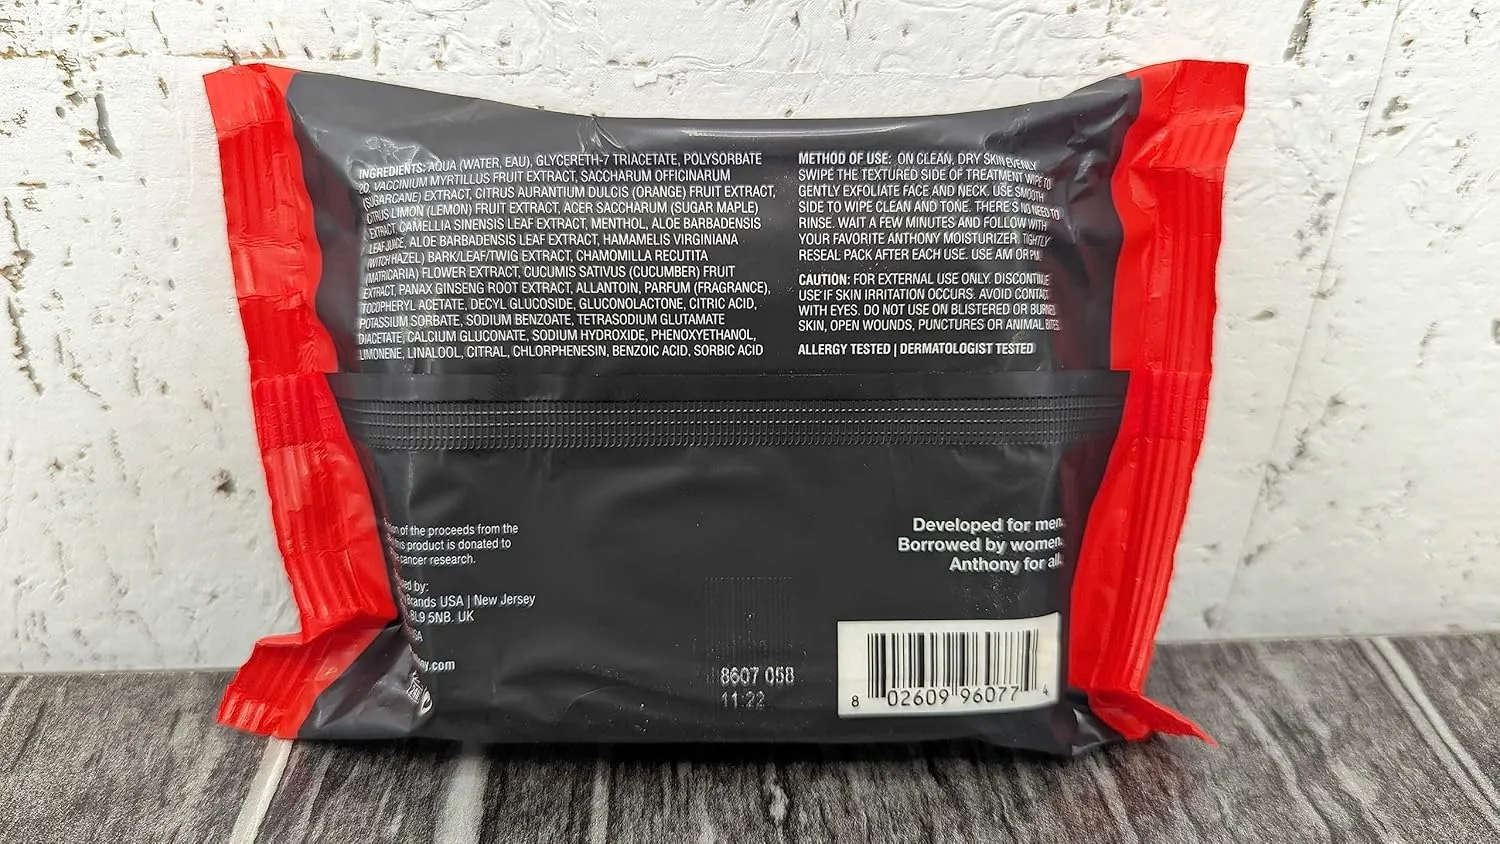 INGREDIENTS: AQUA (WATER, EAU), GLYCERETH-7 TRIACETATE, POLYSORBATE
20, VACCINIUM MYRTILLUS FRUIT EXTRACT, SACCHARUM OFFICINARUM
(SUGARCANE) EXTRACT, CITRUS AURANTIUM DULCIS (ORANGE) FRUIT EXTRACT,
CITRUS LIMON (LEMON) FRUIT EXTRACT, ACER SACCHARUM (SUGAR MAPLE)
EXTRACT, CAMELLIA SINENSIS LEAF EXTRACT, MENTHOL, ALOE BARBADENSIS
LEAF JUICE, ALOE BARBADENSIS LEAF EXTRACT, HAMAMELIS VIRGINIANA
(WITCH HAZEL) BARK/LEAF/TWIG EXTRACT, CHAMOMILLA RECUTITA
(MATRICARIA) FLOWER EXTRACT, CUCUMIS SATIVUS (CUCUMBER) FRUIT
EXTRACT, PANAX GINSENG ROOT EXTRACT, ALLANTOIN, PARFUM (FRAGRANCE),
TOCOPHERYL ACETATE, DECYL GLUCOSIDE, GLUCONOLACTONE, CITRIC ACID,
POTASSIUM SORBATE, SODIUM BENZOATE, TETRASODIUM GLUTAMATE
DIACETATE, CALCIUM GLUCONATE, SODIUM HYDROXIDE, PHENOXYETHANOL,
LIMONENE, LINALOOL, CITRAL, CHLORPHENESIN, BENZOIC ACID, SORBIC ACID
METHOD OF USE: ON CLEAN, DRY SKIN EVENLY
SWIPE THE TEXTURED SIDE OF TREATMENT WIPE TO
GENTLY EXFOLIATE FACE AND NECK. USE SMOOTH
SIDE TO WIPE CLEAN AND TONE. THERE'S NO NEED TO
RINSE. WAIT A FEW MINUTES AND FOLLOW WITH
YOUR FAVORITE ANTHONY MOISTURIZER. TIGHTLY
RESEAL PACK AFTER EACH USE. USE AM OR PM.
CAUTION: FOR EXTERNAL USE ONLY. DISCONTINUE
USE IF SKIN IRRITATION OCCURS. AVOID CONTACT
WITH EYES. DO NOT USE ON BLISTERED OR BURNED
SKIN, OPEN WOUNDS, PUNCTURES OR ANIMAL BITES.
ALLERGY TESTED | DERMATOLOGIST TESTED
of the proceeds from the
this product is donated to
cancer research.
by:
Brands USA | New Jersey
BL9 5NB. UK
USA
.com
Developed for men.
Borrowed by women.
Anthony for all.
8607 058
11:22
8 02609 96077 4